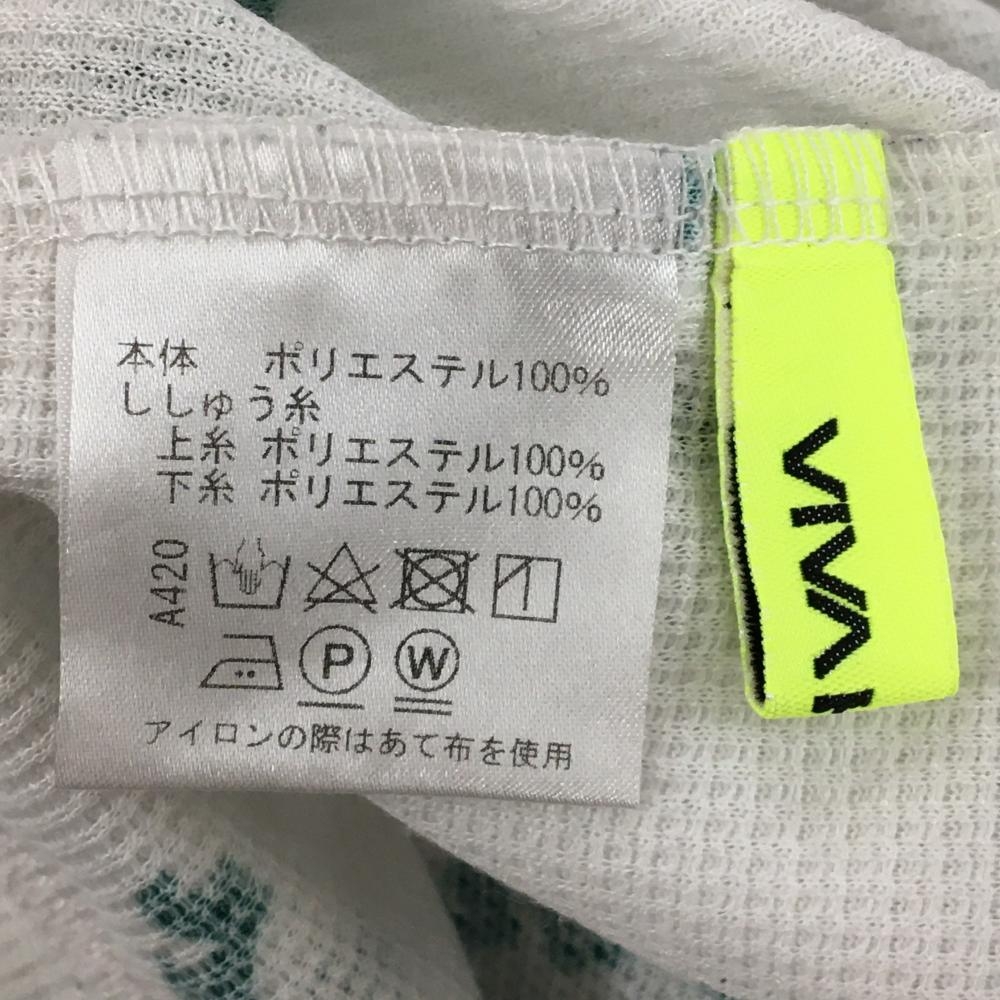 本体 ポリエステル100%
ししゅう糸
上糸 ポリエステル100%
下糸 ポリエステル100%
A420
P W
アイロンの際はあて布を使用
VIVA